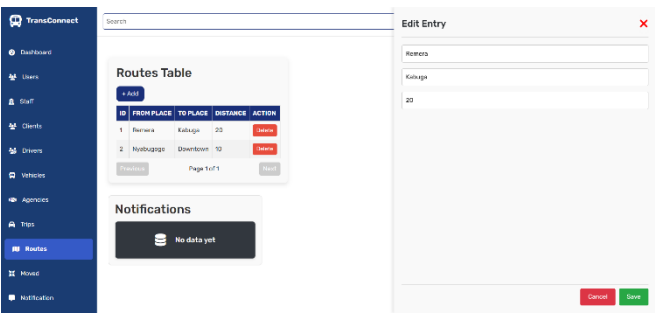 TransConnect
Search
Dashboard
Users
Staff
Clients
Drivers
Vehicles
Agencies
Trips
Routes
Moved
Notification
Routes Table
+ Add
ID FROM PLACE TO PLACE DISTANCE ACTION
1 Remera Kabuga 20 Delete
2 Nyabugogo Downtown 10 Delete
Previous Page 1 of 1 Next
Notifications
No data yet
Edit Entry
Remera
Kabuga
20
Cancel Save